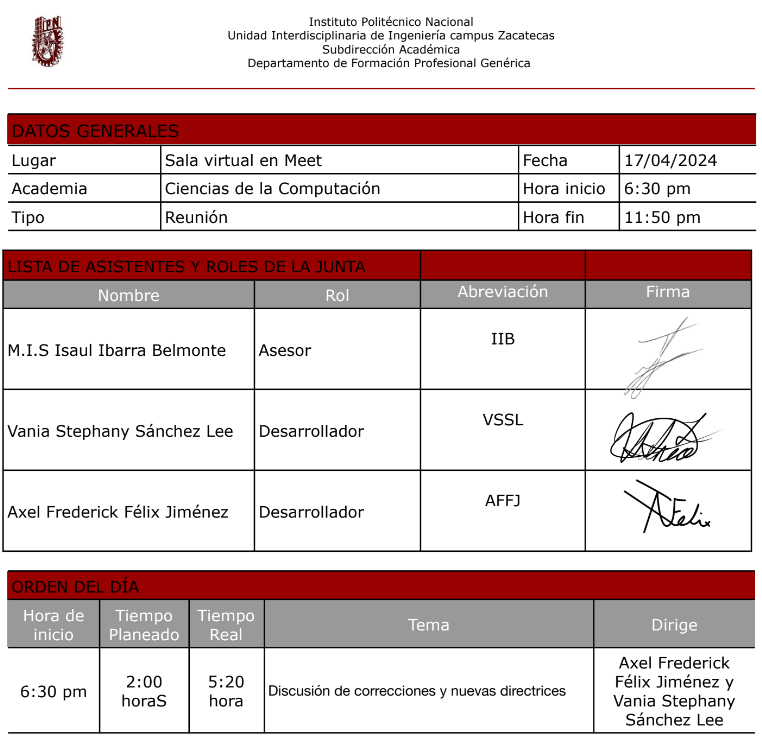 Instituto Politécnico Nacional
Unidad Interdisciplinaria de Ingeniería campus Zacatecas
Subdirección Académica
Departamento de Formación Profesional Genérica
DATOS GENERALES
Lugar Sala virtual en Meet Fecha 17/04/2024
Academia Ciencias de la Computación Hora inicio 6:30 pm
Tipo Reunión Hora fin 11:50 pm
LISTA DE ASISTENTES Y ROLES DE LA JUNTA
Nombre Rol Abreviación Firma
M.I.S Isaul Ibarra Belmonte Asesor IIB
Vania Stephany Sánchez Lee Desarrollador VSSL
Axel Frederick Félix Jiménez Desarrollador AFFJ
AFelix
ORDEN DEL DÍA
Hora de inicio Tiempo Planeado Tiempo Real Tema Dirige
6:30 pm 2:00 horaS 5:20 hora Discusión de correcciones y nuevas directrices Axel Frederick Félix Jiménez y Vania Stephany Sánchez Lee